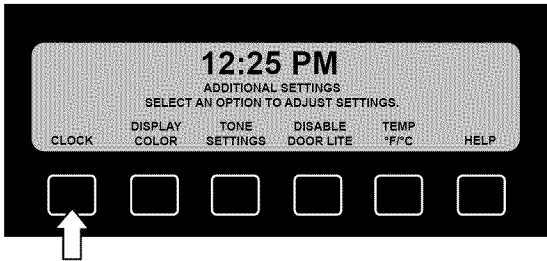 12:25 PM
ADDITIONAL SETTINGS
SELECT AN OPTION TO ADJUST SETTINGS.
CLOCK
DISPLAY
COLOR
TONE
SETTINGS
DISABLE
DOOR LITE
TEMP
°F/°C
HELP